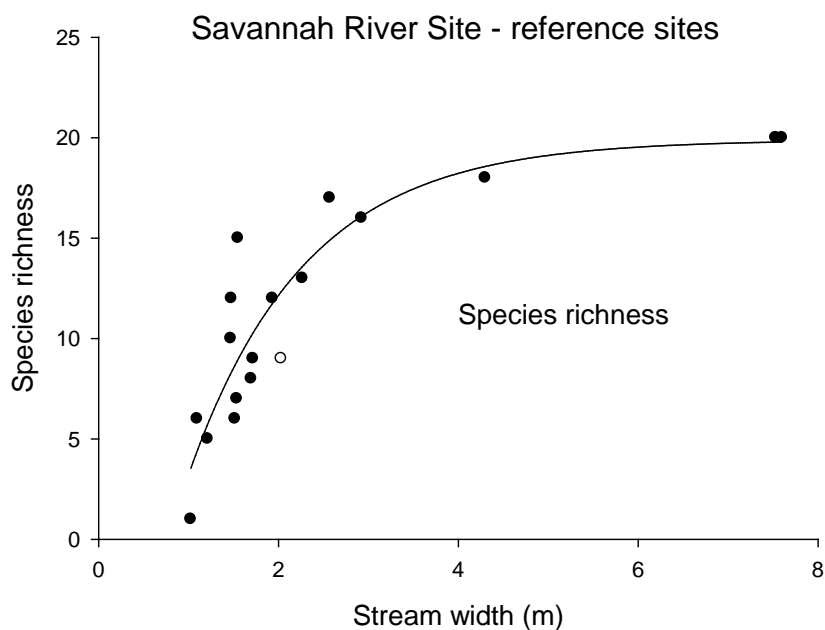 Savannah River Site - reference sites
25
20
15
10
5
0
Species richness
Species richness
0 2 4 6 8
Stream width (m)